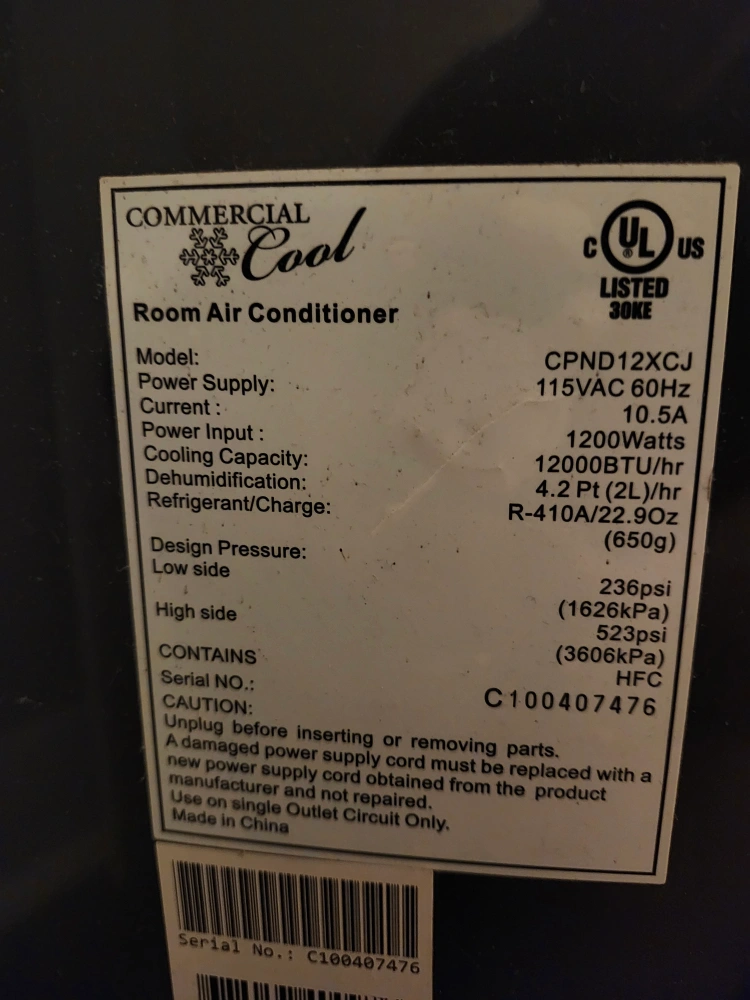 COMMERCIAL
Cool
C UL® US
LISTED
30KE
Room Air Conditioner
Model: CPND12XCJ
Power Supply: 115VAC 60Hz
Current : 10.5A
Power Input : 1200Watts
Cooling Capacity: 12000BTU/hr
Dehumidification: 4.2 Pt (2L)/hr
Refrigerant/Charge: R-410A/22.9Oz
(650g)
Design Pressure:
Low side 236psi
(1626kPa)
High side 523psi
(3606kPa)
CONTAINS HFC
Serial NO.: C100407476
CAUTION:
Unplug before inserting or removing parts.
A damaged power supply cord must be replaced with a
new power supply cord obtained from the product
manufacturer and not repaired.
Use on single Outlet Circuit Only.
Made in China
Serial No.: C100407476